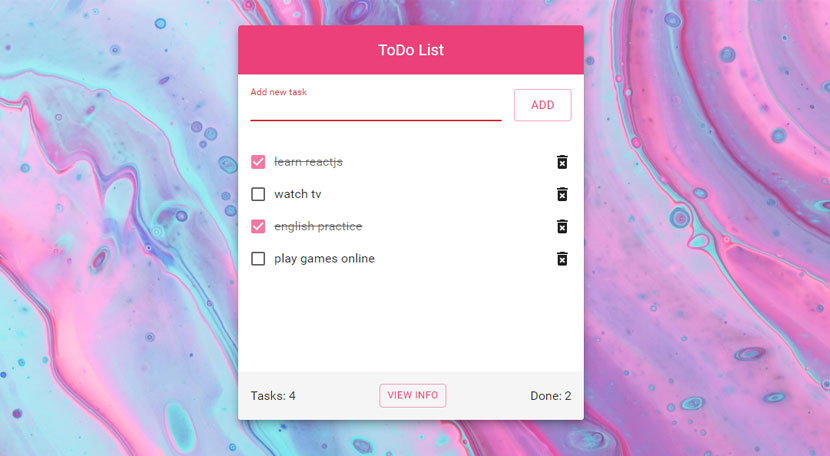 ToDo List
Add new task
ADD
learn reactjs
watch tv
english practice
play games online
Tasks: 4
VIEW INFO
Done: 2